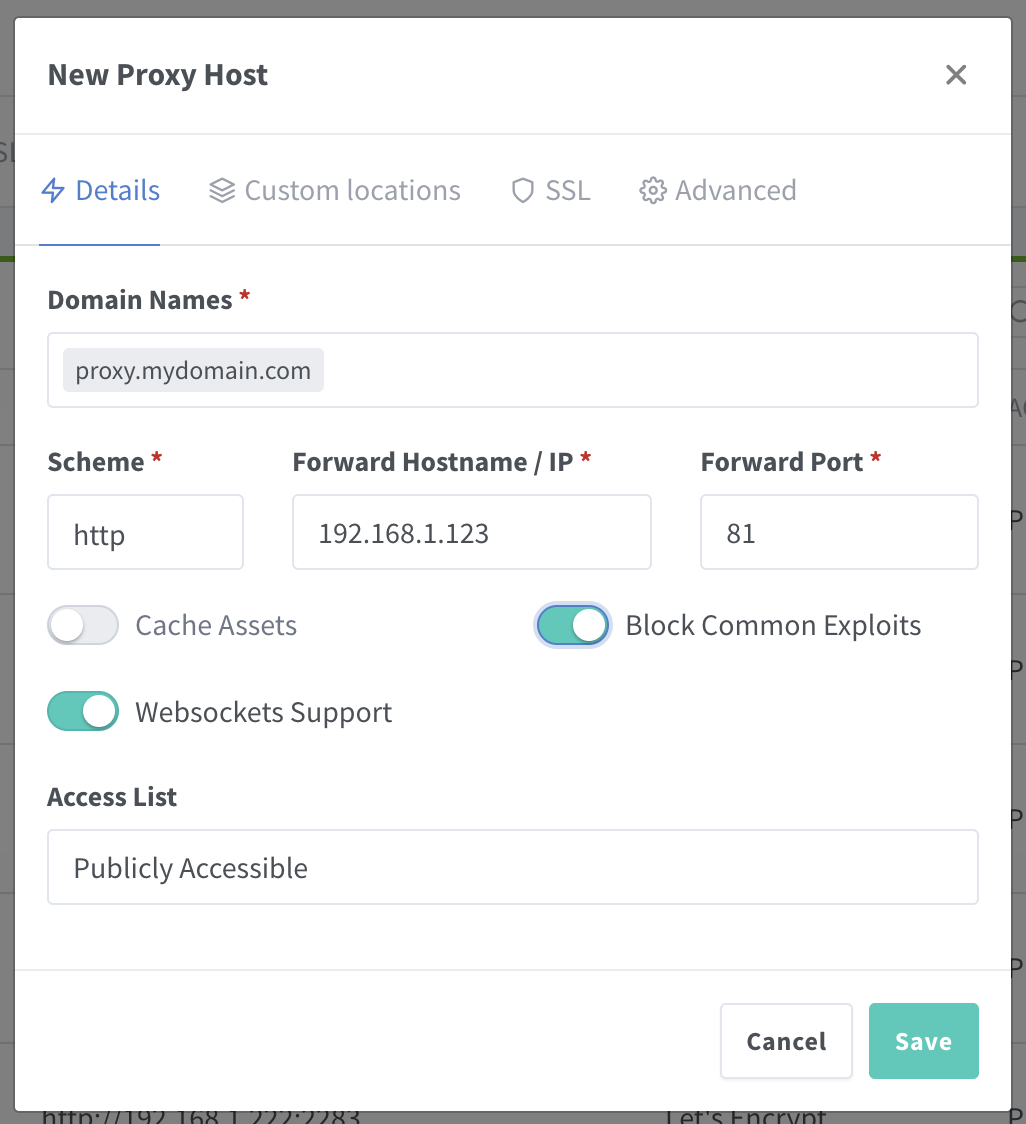 New Proxy Host
Details Custom locations SSL Advanced
Domain Names *
proxy.mydomain.com
Scheme * Forward Hostname / IP * Forward Port *
http 192.168.1.123 81
Cache Assets Block Common Exploits
Websockets Support
Access List
Publicly Accessible
Cancel Save
http://192.168.1.222:2283 Let's Encrypt